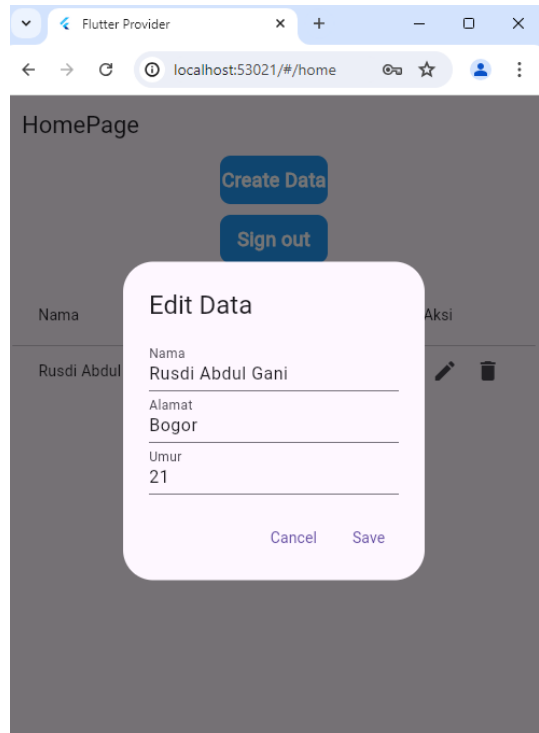 Flutter Provider
localhost:53021/#/home
HomePage
Create Data
Sign out
Nama Aksi
Rusdi Abdul
Edit Data
Nama
Rusdi Abdul Gani
Alamat
Bogor
Umur
21
Cancel Save